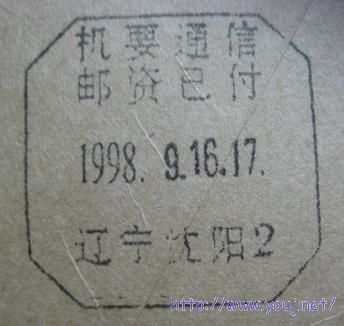 机要通信
邮资已付
1998. 9.16.17.
辽宁沈阳2
http://www.youj.net/